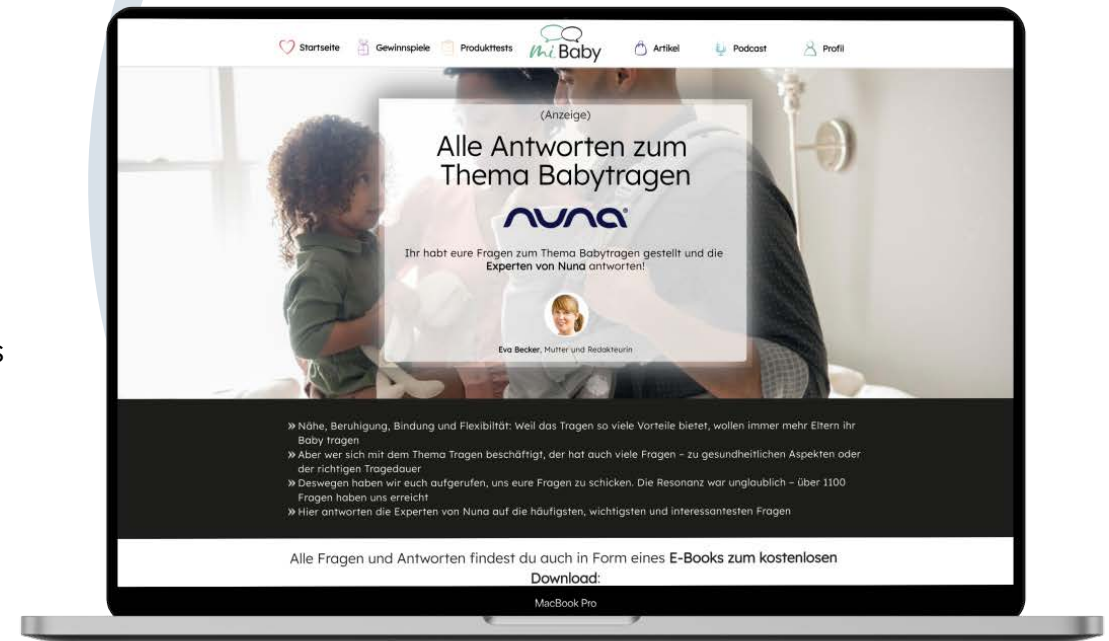 Startseite Gewinnspiele Produkttests mi Baby Artikel Podcast Profil
(Anzeige)
Alle Antworten zum
Thema Babytragen
nuna
Ihr habt eure Fragen zum Thema Babytragen gestellt und die
Experten von Nuna antworten!
Eva Becker, Mutter und Redakteurin
» Nähe, Beruhigung, Bindung und Flexibiltät: Weil das Tragen so viele Vorteile bietet, wollen immer mehr Eltern ihr
Baby tragen
» Aber wer sich mit dem Thema Tragen beschäftigt, der hat auch viele Fragen – zu gesundheitlichen Aspekten oder
der richtigen Tragedauer
» Deswegen haben wir euch aufgerufen, uns eure Fragen zu schicken. Die Resonanz war unglaublich – über 1100
Fragen haben uns erreicht
» Hier antworten die Experten von Nuna auf die häufigsten, wichtigsten und interessantesten Fragen
Alle Fragen und Antworten findest du auch in Form eines E-Books zum kostenlosen
Download:
MacBook Pro
s